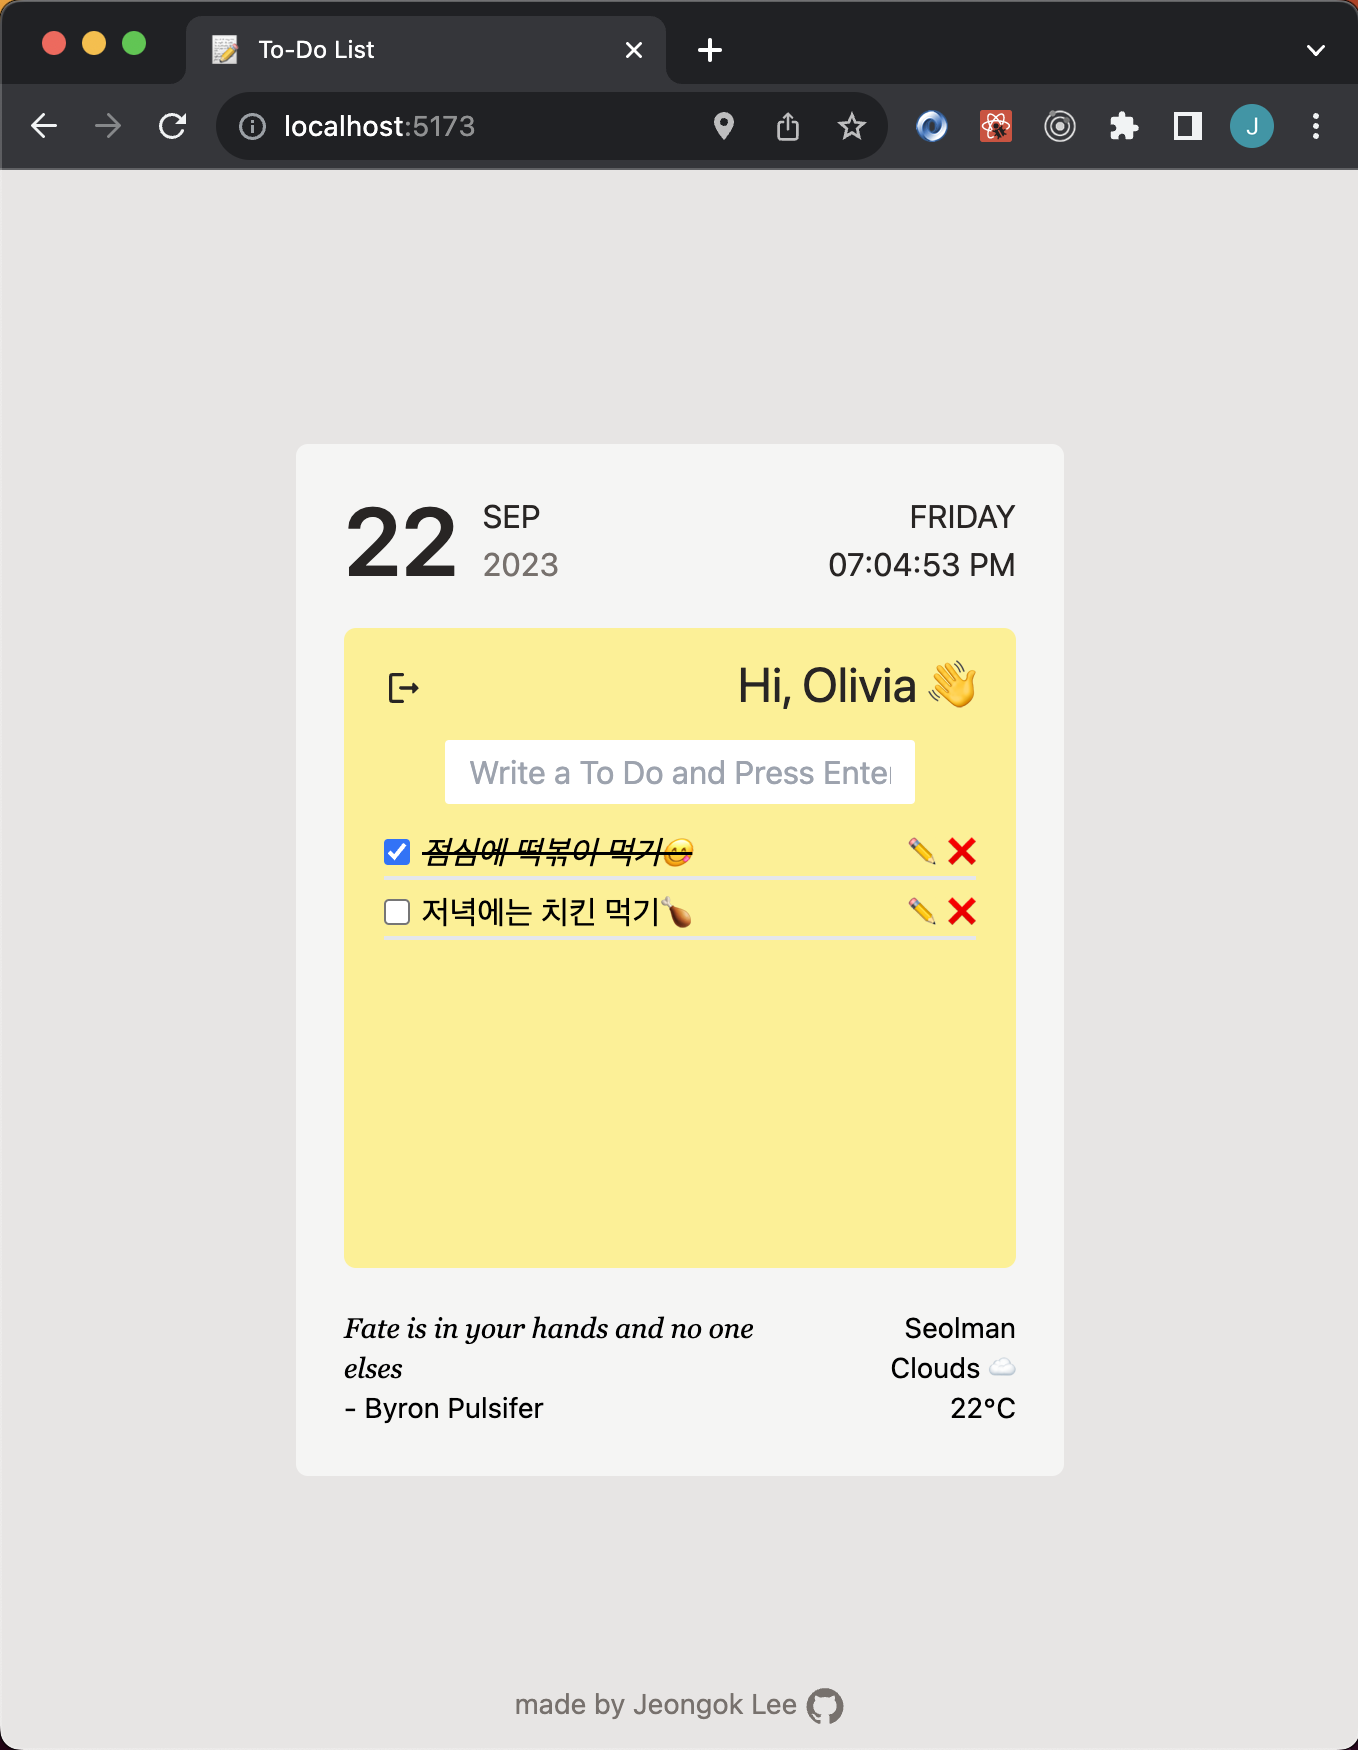 To-Do List
localhost:5173
J
22
SEP
2023
FRIDAY
07:04:53 PM
Hi, Olivia 👋
Write a To Do and Press Enter
점심에 떡볶이 먹기😋
저녁에는 치킨 먹기🍗
Fate is in your hands and no one
elses
- Byron Pulsifer
Seolman
Clouds ☁️
22°C
made by Jeongok Lee